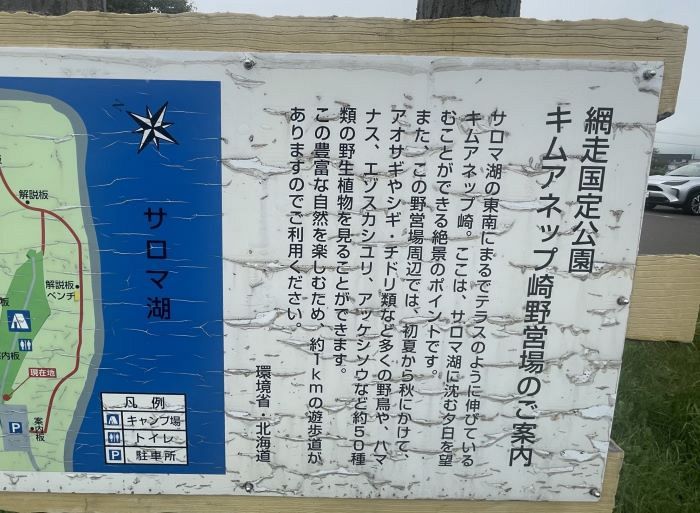 網走国定公園
キムアネップ崎野営場のご案内
サロマ湖の東南にまるでテラスのように伸びている
キムアネップ崎。ここは、サロマ湖に沈む夕日を望
むことができる絶景のポイントです。
また、この野営場周辺では、初夏から秋にかけて
アオサギやシギ・チドリ類など多くの野鳥や、ハマ
ナス、エゾスカシユリ、アッケシソウなど約50種
類の野生植物を見ることができます。
この豊富な自然を楽しむため、約1kmの遊歩道が
ありますのでご利用ください。
環境省・北海道
サロマ湖
解説板
解説板
ベンチ
現在地
案内板
内板
板
P
凡例
キャンプ場
トイレ
P 駐車所